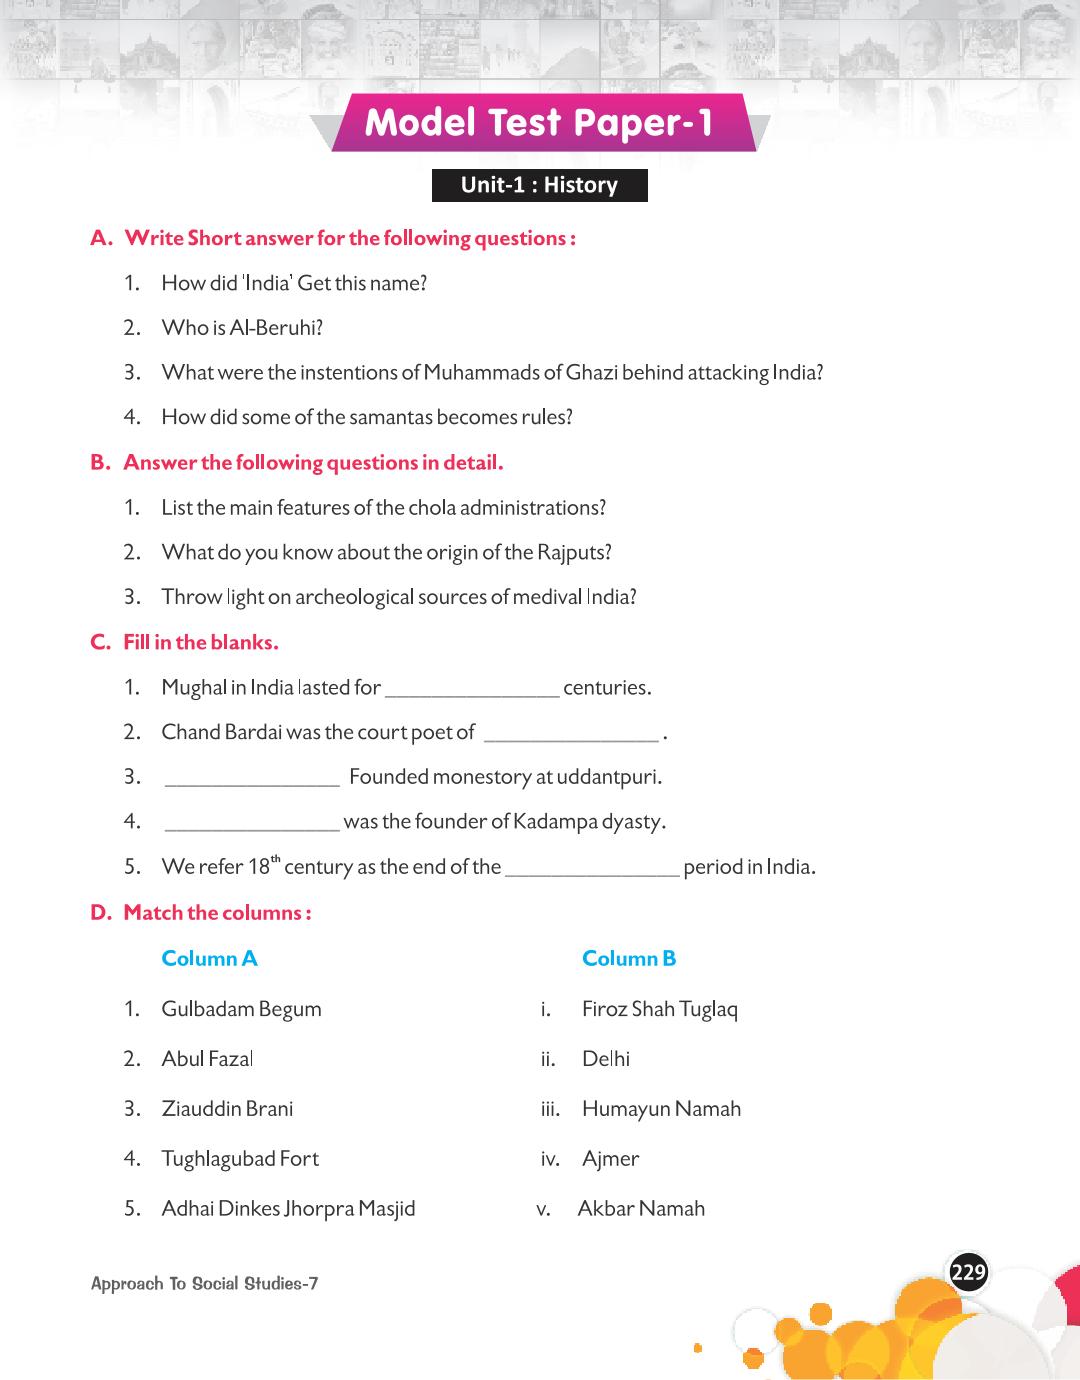 Model Test Paper-1
Unit-1 : History
A. Write Short answer for the following questions :
1. How did 'India' Get this name?
2. Who is Al-Beruhi?
3. What were the instentions of Muhammads of Ghazi behind attacking India?
4. How did some of the samantas becomes rules?
B. Answer the following questions in detail.
1. List the main features of the chola administrations?
2. What do you know about the origin of the Rajputs?
3. Throw light on archeological sources of medival India?
C. Fill in the blanks.
1. Mughal in India lasted for _______________ centuries.
2. Chand Bardai was the court poet of _______________ .
3. _______________ Founded monestory at uddantpuri.
4. _______________ was the founder of Kadampa dyasty.
5. We refer 18th century as the end of the _______________ period in India.
D. Match the columns :
Column A Column B
1. Gulbadam Begum i. Firoz Shah Tuglaq
2. Abul Fazal ii. Delhi
3. Ziauddin Brani iii. Humayun Namah
4. Tughlagubad Fort iv. Ajmer
5. Adhai Dinkes Jhorpra Masjid v. Akbar Namah
Approach To Social Studies-7 229